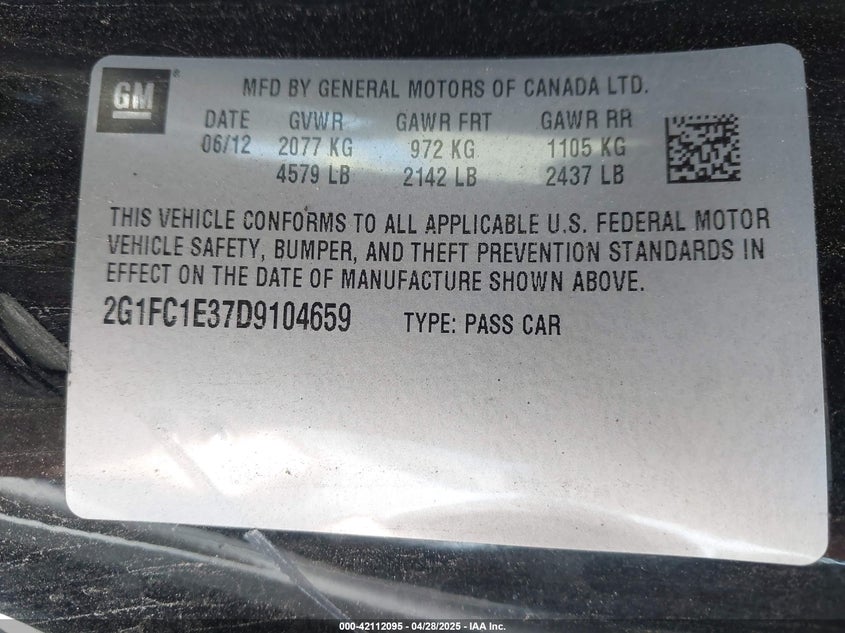 GM ®
MFD BY GENERAL MOTORS OF CANADA LTD.
DATE GVWR GAWR FRT GAWR RR
06/12 2077 KG 972 KG 1105 KG
4579 LB 2142 LB 2437 LB
THIS VEHICLE CONFORMS TO ALL APPLICABLE U.S. FEDERAL MOTOR
VEHICLE SAFETY, BUMPER, AND THEFT PREVENTION STANDARDS IN
EFFECT ON THE DATE OF MANUFACTURE SHOWN ABOVE.
2G1FC1E37D9104659 TYPE: PASS CAR
000-42112095 - 04/28/2025 - IAA Inc.